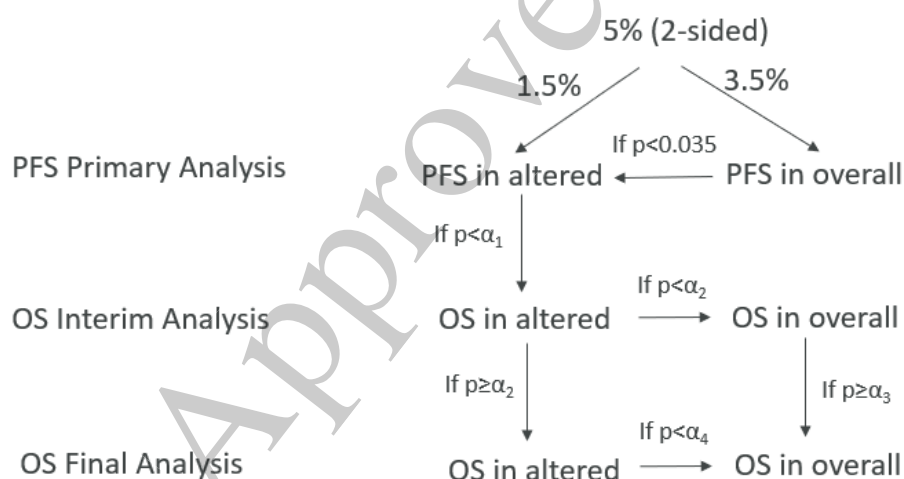 5% (2-sided)
1.5%
3.5%
If p<0.035
PFS Primary Analysis
PFS in altered
PFS in overall
If p<α₁
If p<α₂
OS Interim Analysis
OS in altered
OS in overall
If p≥α₂
If p≥α₃
If p<α₄
OS Final Analysis
OS in altered
OS in overall
Approve